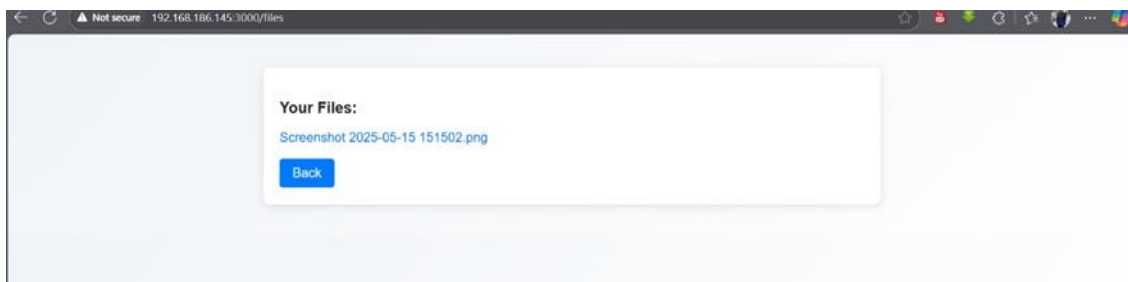 Not secure 192.168.186.145:3000/files
Your Files:
Screenshot 2025-05-15 151502.png
Back